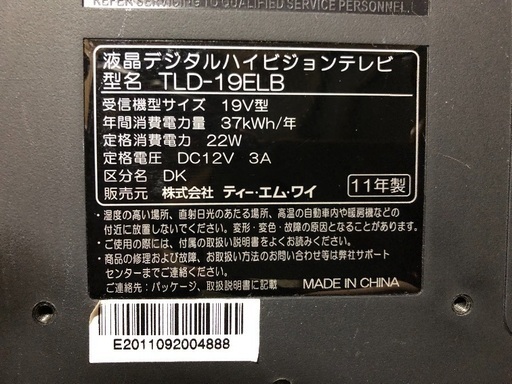 REFER SERVICING TO QUALIFIED SERVICE PERSONNEL.
液晶デジタルハイビジョンテレビ
型名 TLD-19ELB
受信機型サイズ 19V型
年間消費電力量 37kWh/年
定格消費電力 22W
定格電圧 DC12V 3A
区分名 DK
販売元 株式会社 ティー・エム・ワイ 11年製
・湿度の高い場所、直射日光のあたる場所、高温の自動車内や暖房機などの
付近に放置しないでください。変形・変色・故障の原因となることがあります。
・ご使用の際には、付属の取扱い説明書をよくお読みください。
・商品の修理および故障、お取扱い方法のお問い合わせ等は弊社サポート
センターまでご連絡ください。
ご連絡先:パッケージ、取扱説明書に記載 MADE IN CHINA
E2011092004888